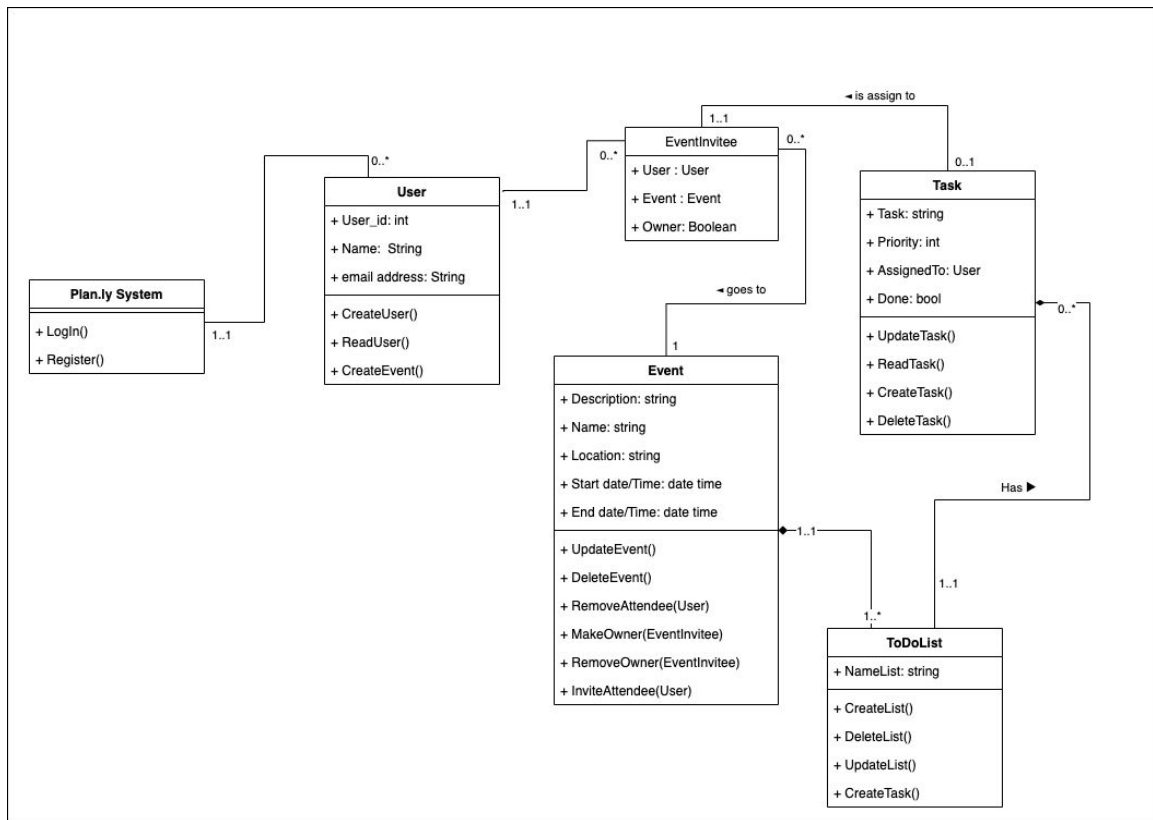 ◄ is assign to
1..1
0..*
0..1
EventInvitee
+ User : User
+ Event : Event
+ Owner: Boolean
0..*
0..*
1..1
User
+ User_id: int
+ Name: String
+ email address: String
+ CreateUser()
+ ReadUser()
+ CreateEvent()
Task
+ Task: string
+ Priority: int
+ AssignedTo: User
+ Done: bool
+ UpdateTask()
+ ReadTask()
+ CreateTask()
+ DeleteTask()
0..*
Plan.ly System
+ LogIn()
+ Register()
1..1
◄ goes to
1
Event
+ Description: string
+ Name: string
+ Location: string
+ Start date/Time: date time
+ End date/Time: date time
+ UpdateEvent()
+ DeleteEvent()
+ RemoveAttendee(User)
+ MakeOwner(EventInvitee)
+ RemoveOwner(EventInvitee)
+ InviteAttendee(User)
1..1
Has ►
1..1
1..*
ToDoList
+ NameList: string
+ CreateList()
+ DeleteList()
+ UpdateList()
+ CreateTask()